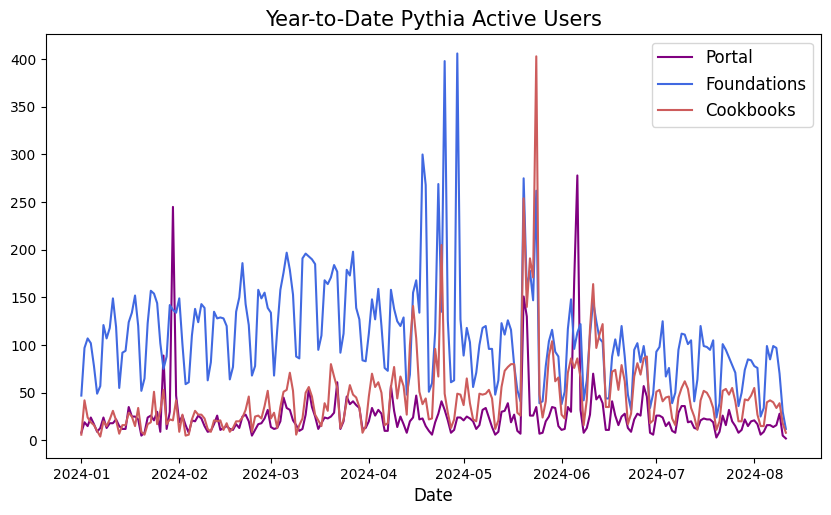 Year-to-Date Pythia Active Users
Portal
Foundations
Cookbooks
400
350
300
250
200
150
100
50
0
2024-01 2024-02 2024-03 2024-04 2024-05 2024-06 2024-07 2024-08
Date